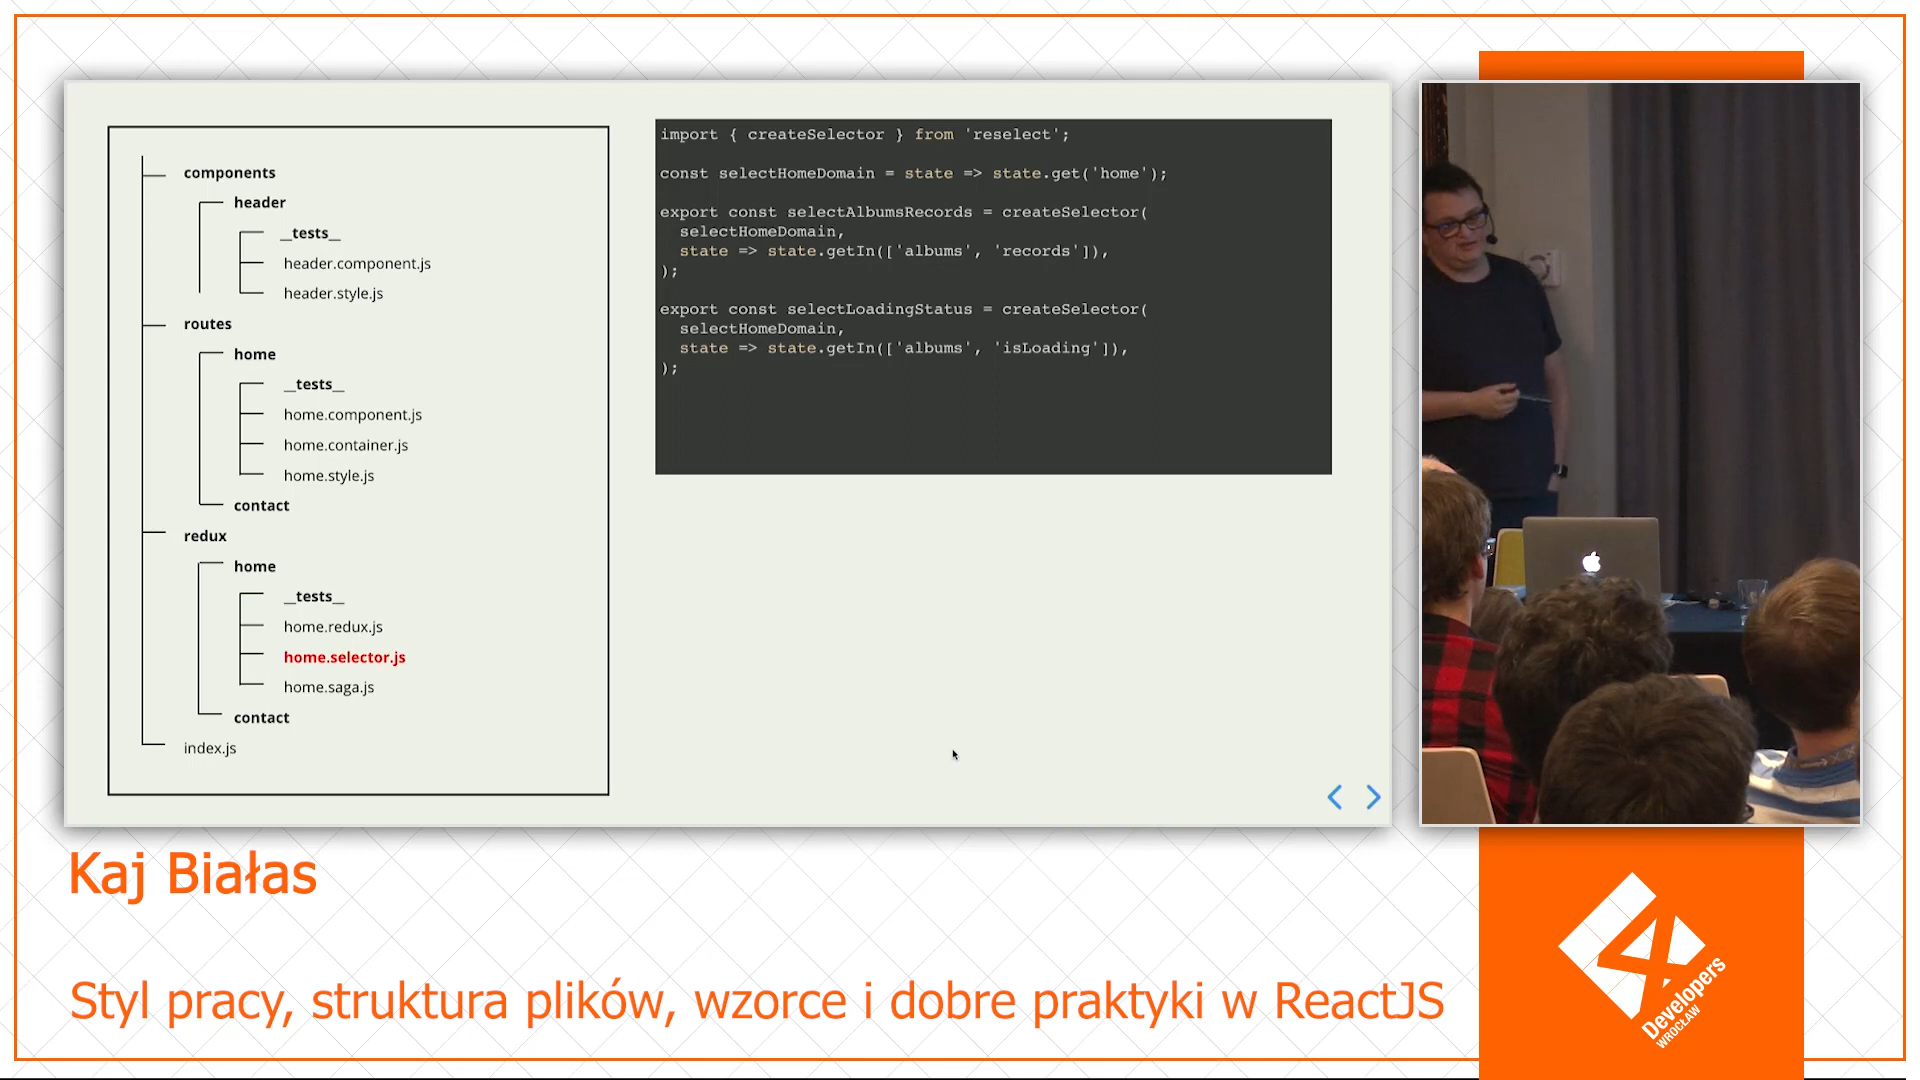 components
header
__tests__
header.component.js
header.style.js
routes
home
__tests__
home.component.js
home.container.js
home.style.js
contact
redux
home
__tests__
home.redux.js
home.selector.js
home.saga.js
contact
index.js
import { createSelector } from 'reselect';
const selectHomeDomain = state => state.get('home');
export const selectAlbumsRecords = createSelector(
  selectHomeDomain,
  state => state.getIn(['albums', 'records']),
);
export const selectLoadingStatus = createSelector(
  selectHomeDomain,
  state => state.getIn(['albums', 'isLoading']),
);
Kaj Białas
Styl pracy, struktura plików, wzorce i dobre praktyki w ReactJS
4
Developers
WROCŁAW